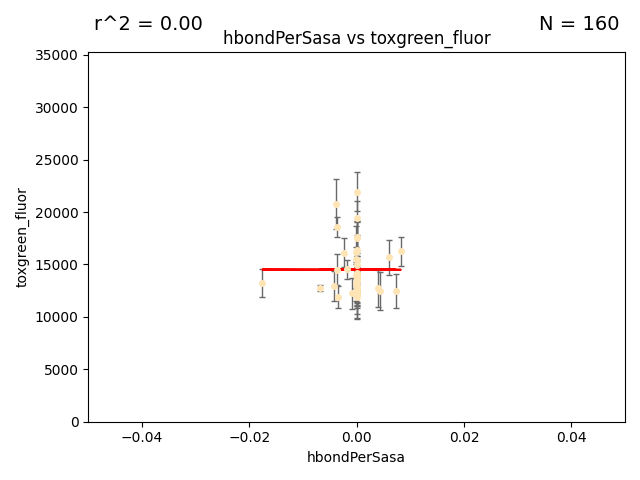 r^2 = 0.00
N = 160
hbondPerSasa vs toxgreen_fluor
35000
30000
25000
20000
15000
10000
5000
0
toxgreen_fluor
−0.04
−0.02
0.00
0.02
0.04
hbondPerSasa